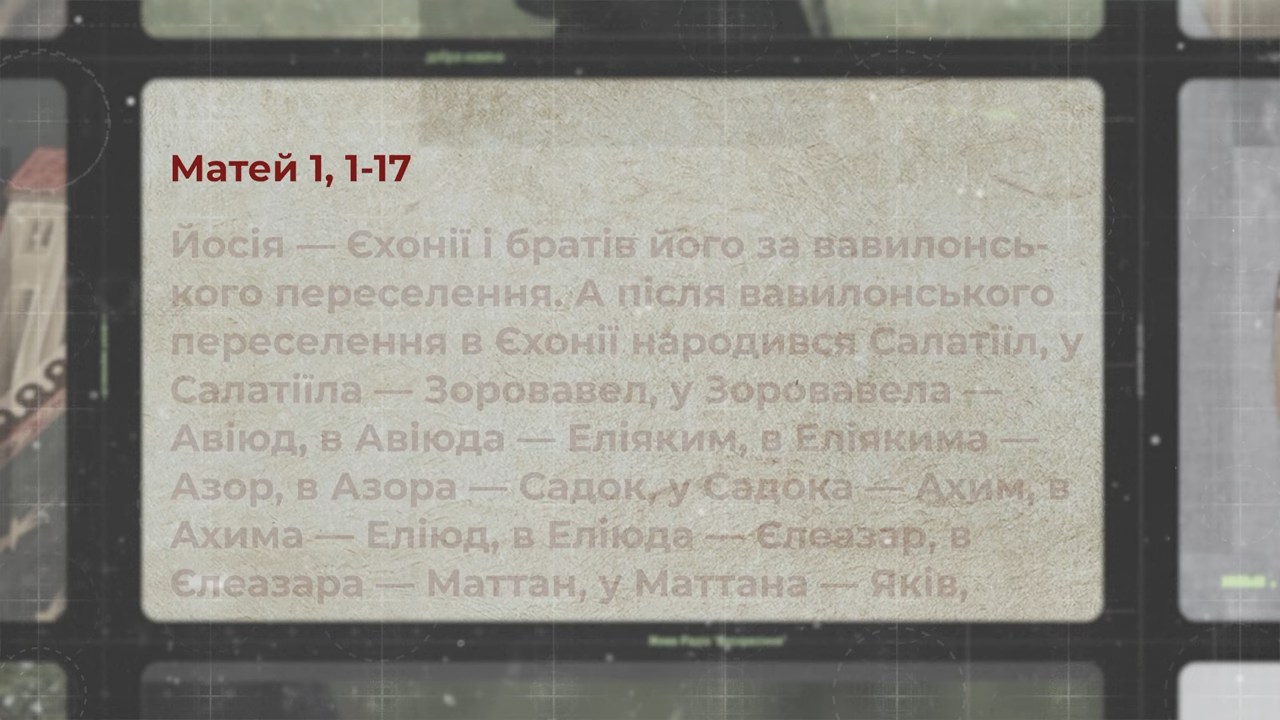 Матей 1, 1-17
Йосія — Єхонії і братів його за вавилонсь-
кого переселення. А після вавилонського
переселення в Єхонії народився Салатіїл, у
Салатіїла — Зоровавел, у Зоровавела —
Авіюд, в Авіюда — Еліяким, в Еліякима —
Азор, в Азора — Садок, у Садока — Ахим, в
Ахима — Еліюд, в Еліюда — Єлеазар, в
Єлеазара — Маттан, у Маттана — Яків,